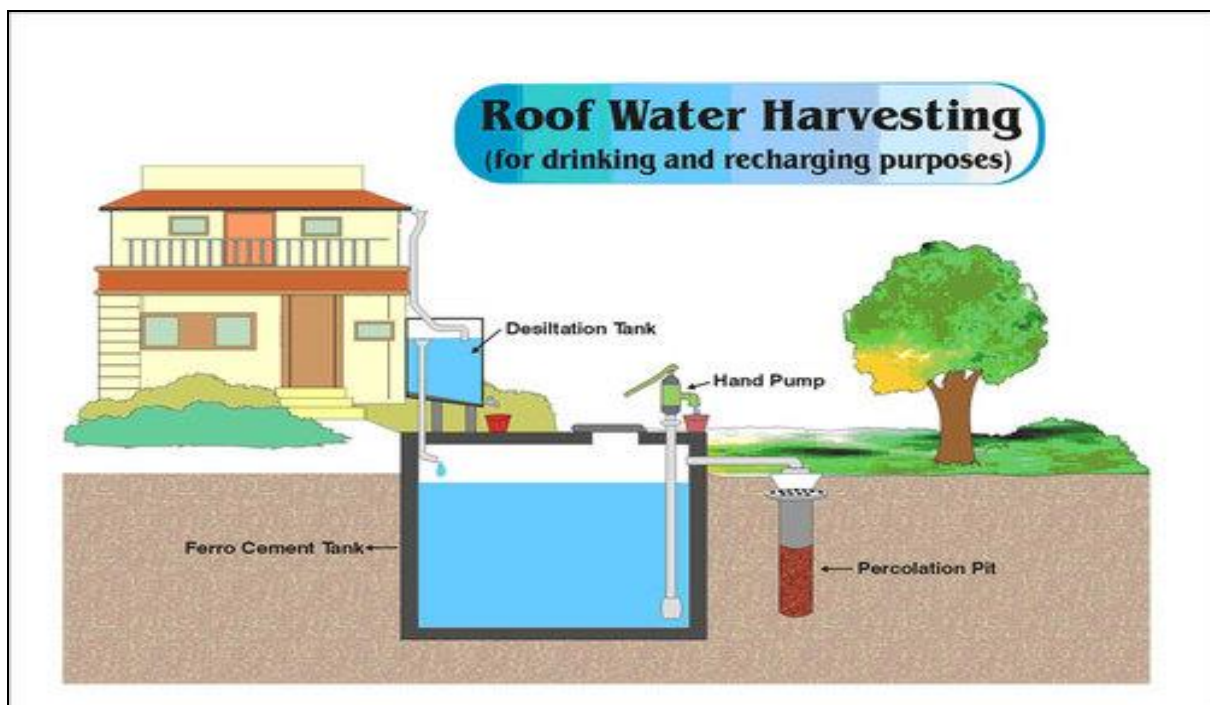 Roof Water Harvesting
(for drinking and recharging purposes)
Desiltation Tank
Hand Pump
Ferro Cement Tank
Percolation Pit